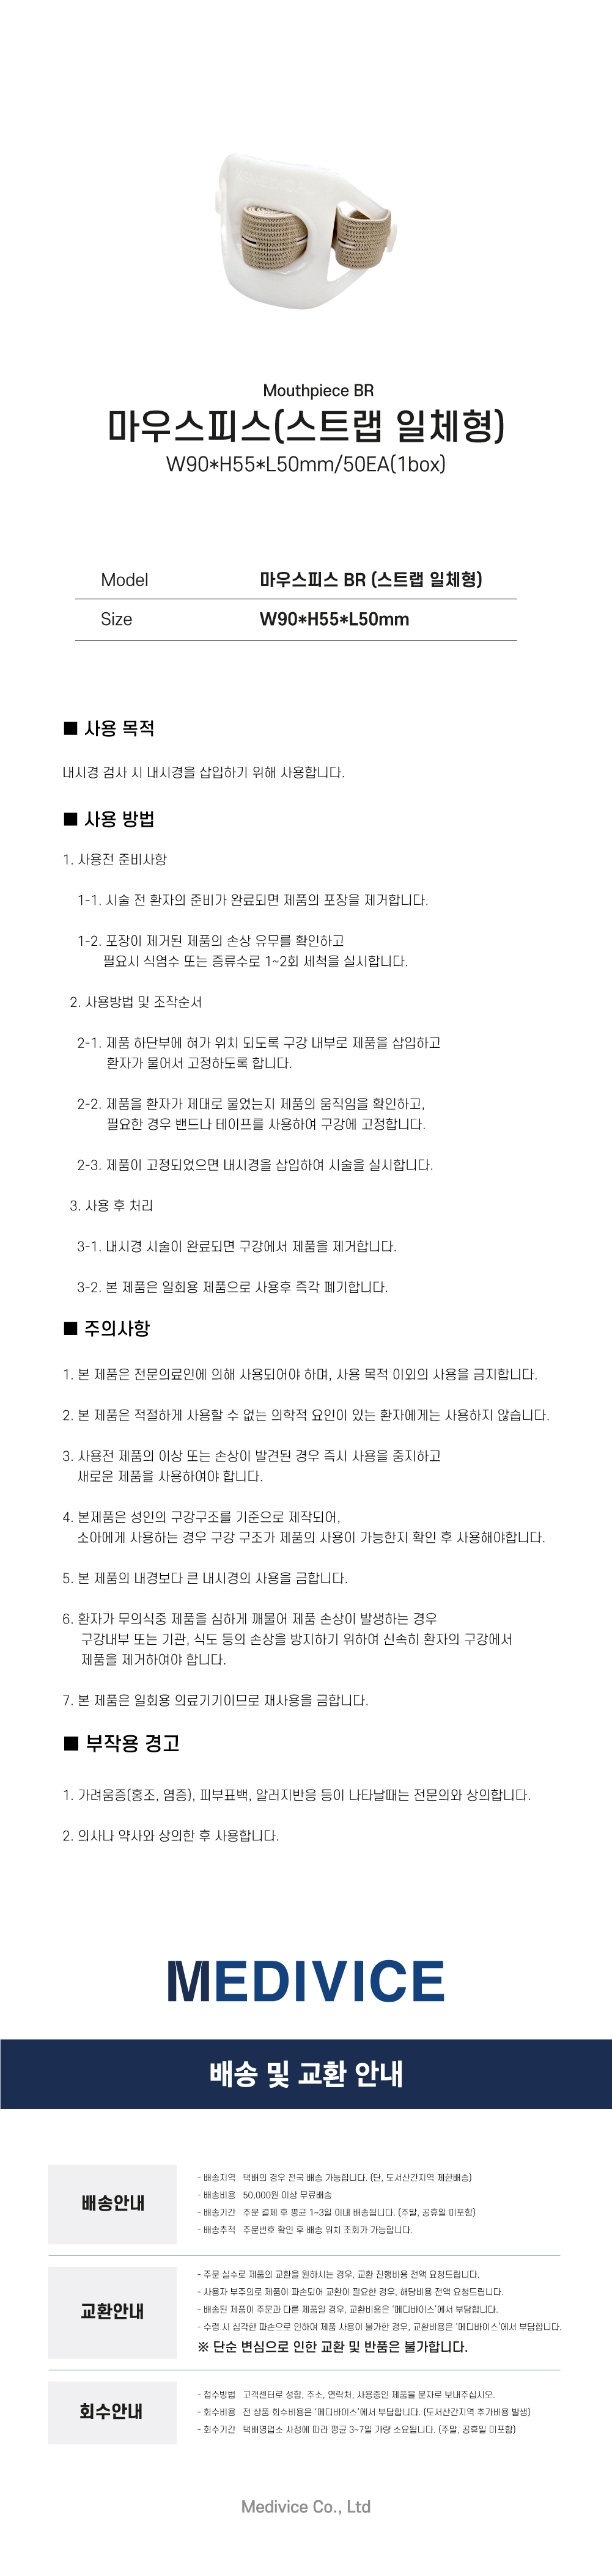 Mouthpiece BR
마우스피스(스트랩 일체형)
W90*H55*L50mm/50EA(1box)
Model 마우스피스 BR (스트랩 일체형)
Size W90*H55*L50mm
■ 사용 목적
내시경 검사 시 내시경을 삽입하기 위해 사용합니다.
■ 사용 방법
1. 사용전 준비사항
1-1. 시술 전 환자의 준비가 완료되면 제품의 포장을 제거합니다.
1-2. 포장이 제거된 제품의 손상 유무를 확인하고
필요시 식염수 또는 증류수로 1~2회 세척을 실시합니다.
2. 사용방법 및 조작순서
2-1. 제품 하단부에 혀가 위치 되도록 구강 내부로 제품을 삽입하고
환자가 물어서 고정하도록 합니다.
2-2. 제품을 환자가 제대로 물었는지 제품의 움직임을 확인하고,
필요한 경우 밴드나 테이프를 사용하여 구강에 고정합니다.
2-3. 제품이 고정되었으면 내시경을 삽입하여 시술을 실시합니다.
3. 사용 후 처리
3-1. 내시경 시술이 완료되면 구강에서 제품을 제거합니다.
3-2. 본 제품은 일회용 제품으로 사용후 즉각 폐기합니다.
■ 주의사항
1. 본 제품은 전문의료인에 의해 사용되어야 하며, 사용 목적 이외의 사용을 금지합니다.
2. 본 제품은 적절하게 사용할 수 없는 의학적 요인이 있는 환자에게는 사용하지 않습니다.
3. 사용전 제품의 이상 또는 손상이 발견된 경우 즉시 사용을 중지하고
새로운 제품을 사용하여야 합니다.
4. 본제품은 성인의 구강구조를 기준으로 제작되어,
소아에게 사용하는 경우 구강 구조가 제품의 사용이 가능한지 확인 후 사용해야합니다.
5. 본 제품의 내경보다 큰 내시경의 사용을 금합니다.
6. 환자가 무의식중 제품을 심하게 깨물어 제품 손상이 발생하는 경우
구강내부 또는 기관, 식도 등의 손상을 방지하기 위하여 신속히 환자의 구강에서
제품을 제거하여야 합니다.
7. 본 제품은 일회용 의료기기이므로 재사용을 금합니다.
■ 부작용 경고
1. 가려움증(홍조, 염증), 피부표백, 알러지반응 등이 나타날때는 전문의와 상의합니다.
2. 의사나 약사와 상의한 후 사용합니다.
MEDIVICE
배송 및 교환 안내
배송안내
- 배송지역 택배의 경우 전국 배송 가능합니다. (단, 도서산간지역 제한배송)
- 배송비용 50,000원 이상 무료배송
- 배송기간 주문 결제 후 평균 1~3일 이내 배송됩니다. (주말, 공휴일 미포함)
- 배송추적 주문번호 확인 후 배송 위치 조회가 가능합니다.
교환안내
- 주문 실수로 제품의 교환을 원하시는 경우, 교환 진행비용 전액 요청드립니다.
- 사용자 부주의로 제품이 파손되어 교환이 필요한 경우, 해당비용 전액 요청드립니다.
- 배송된 제품이 주문과 다른 제품일 경우, 교환비용은 '메디바이스'에서 부담합니다.
- 수령 시 심각한 파손으로 인하여 제품 사용이 불가한 경우, 교환비용은 '메디바이스'에서 부담합니다.
※ 단순 변심으로 인한 교환 및 반품은 불가합니다.
회수안내
- 접수방법 고객센터로 성함, 주소, 연락처, 사용중인 제품을 문자로 보내주십시오.
- 회수비용 전 상품 회수비용은 '메디바이스'에서 부담합니다. (도서산간지역 추가비용 발생)
- 회수기간 택배영업소 사정에 따라 평균 3~7일 가량 소요됩니다. (주말, 공휴일 미포함)
Medivice Co., Ltd